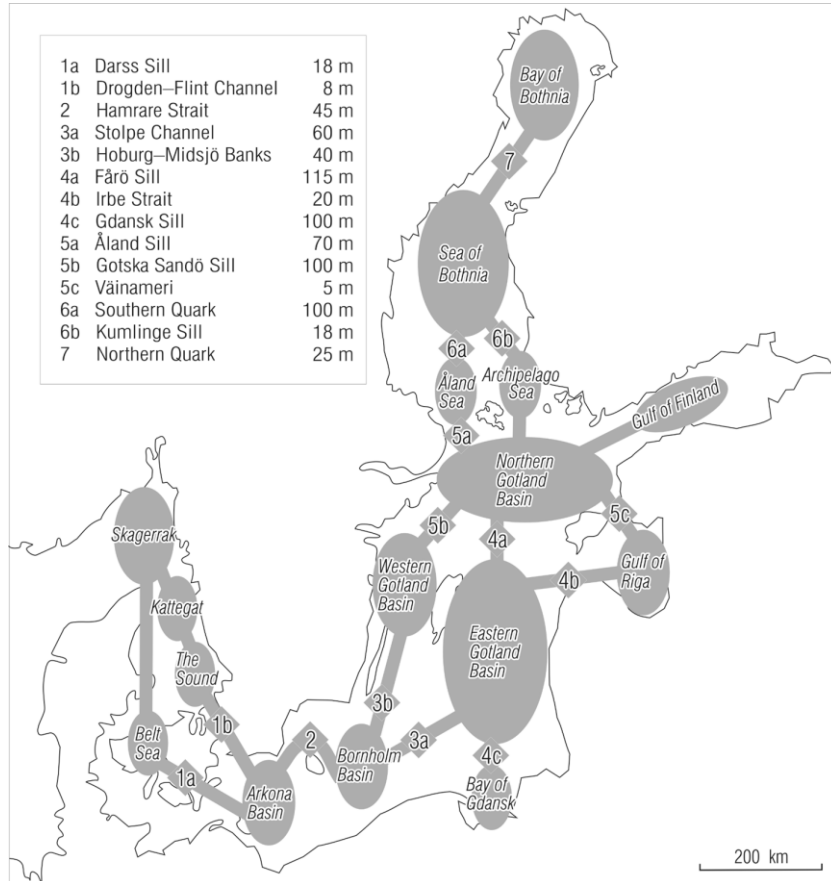 1a Darss Sill 18 m
1b Drogden–Flint Channel 8 m
2 Hamrare Strait 45 m
3a Stolpe Channel 60 m
3b Hoburg–Midsjö Banks 40 m
4a Fårö Sill 115 m
4b Irbe Strait 20 m
4c Gdansk Sill 100 m
5a Åland Sill 70 m
5b Gotska Sandö Sill 100 m
5c Väinameri 5 m
6a Southern Quark 100 m
6b Kumlinge Sill 18 m
7 Northern Quark 25 m
Bay of
Bothnia
7
Sea of
Bothnia
6a
6b
Åland
Sea
Archipelago
Sea
Gulf of Finland
5a
Northern
Gotland
Basin
5b
4a
5c
Skagerrak
Western
Gotland
Basin
4b
Gulf of
Riga
Kattegat
Eastern
Gotland
Basin
The
Sound
3b
1b
2
3a
Belt
Sea
Bornholm
Basin
4c
1a
Arkona
Basin
Bay of
Gdansk
200 km